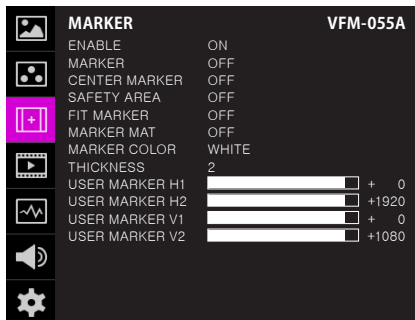 MARKER VFM-055A
ENABLE ON
MARKER OFF
CENTER MARKER OFF
SAFETY AREA OFF
FIT MARKER OFF
MARKER MAT OFF
MARKER COLOR WHITE
THICKNESS 2
USER MARKER H1 + 0
USER MARKER H2 +1920
USER MARKER V1 + 0
USER MARKER V2 +1080